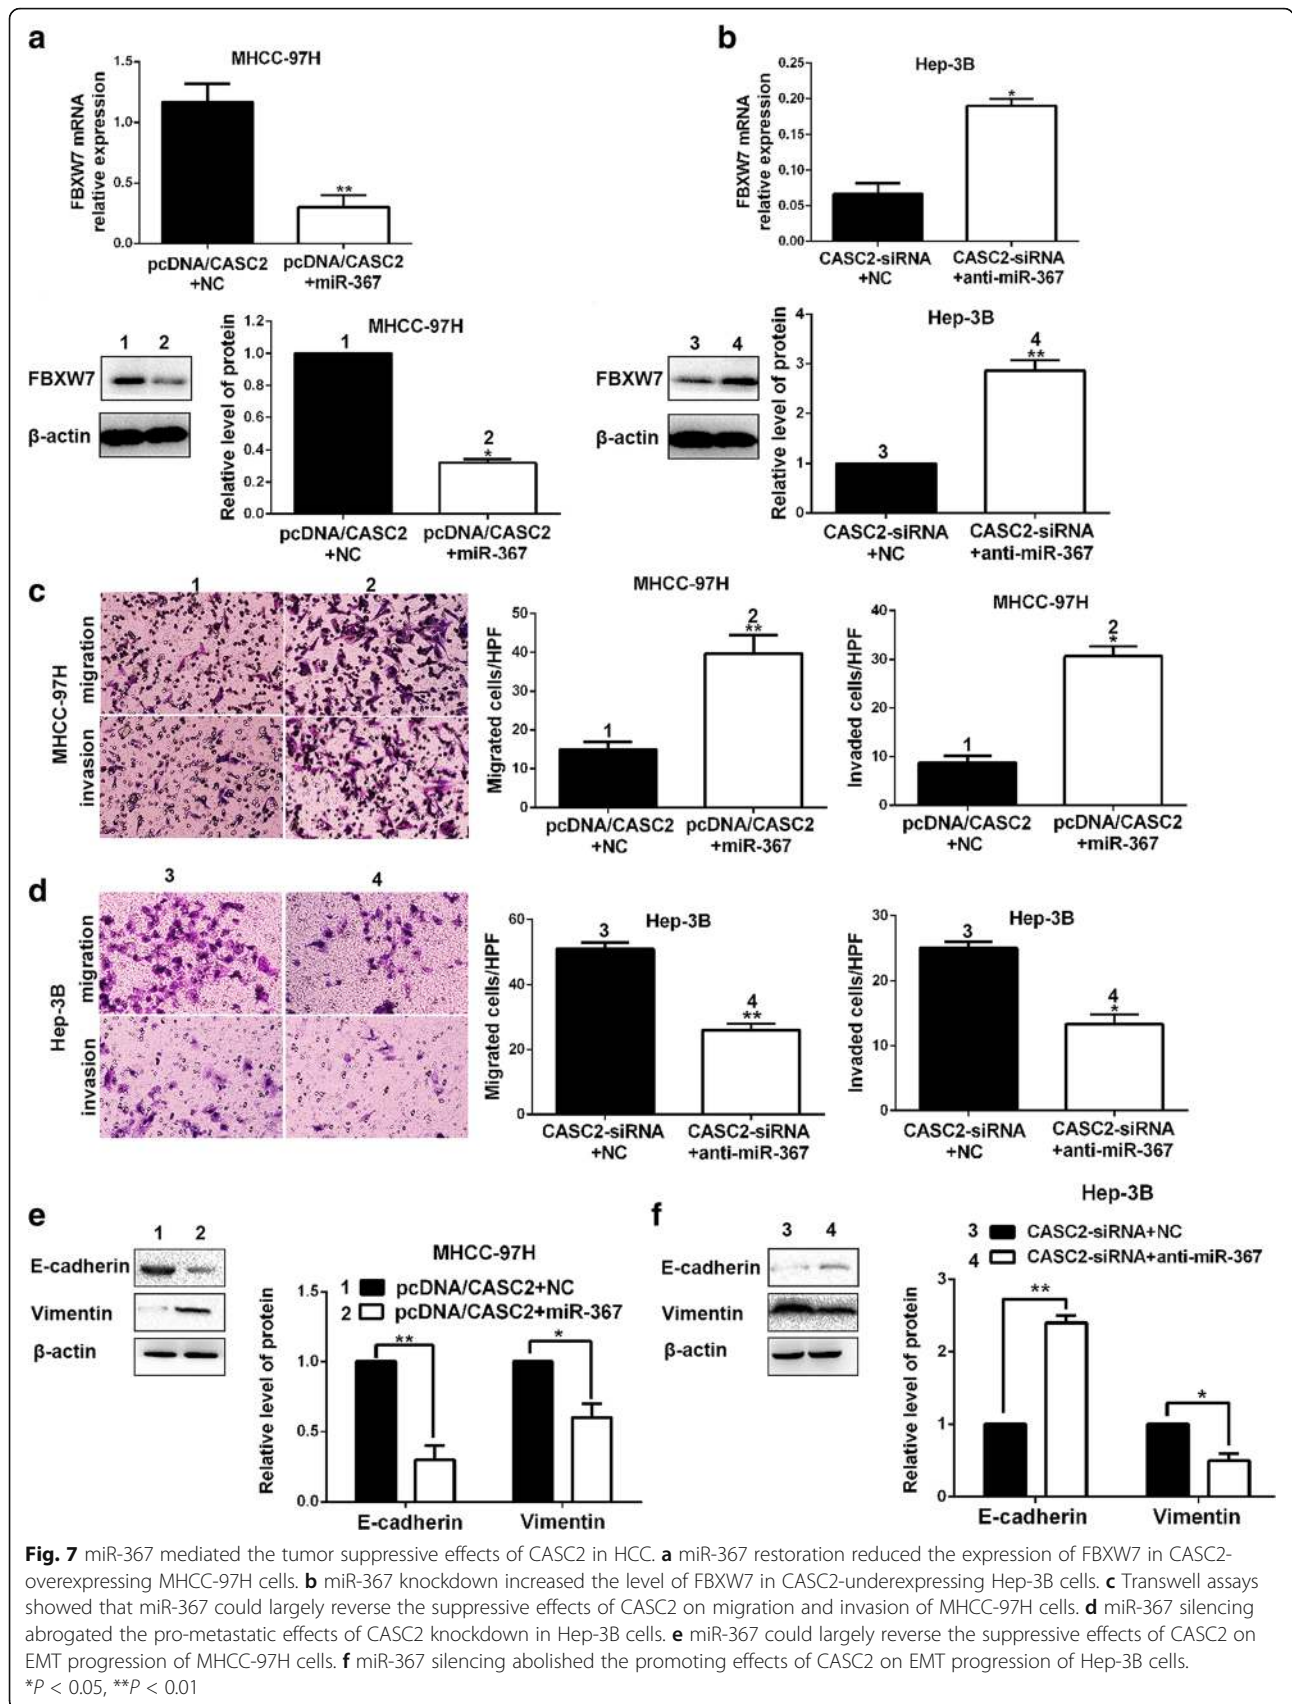 a
MHCC-97H
FBXW7 mRNA
relative expression
1.5
1.0
0.5
0.0
**
pcDNA/CASC2
+NC
pcDNA/CASC2
+miR-367
b
Hep-3B
FBXW7 mRNA
relative expression
0.25
0.20
0.15
0.10
0.05
0.00
*
CASC2-siRNA
+NC
CASC2-siRNA
+anti-miR-367
1 2
FBXW7
β-actin
MHCC-97H
Relative level of protein
1.2
1.0
0.8
0.6
0.4
0.2
0.0
1
2
*
pcDNA/CASC2
+NC
pcDNA/CASC2
+miR-367
3 4
FBXW7
β-actin
Hep-3B
Relative level of protein
4
3
2
1
0
3
4
**
CASC2-siRNA
+NC
CASC2-siRNA
+anti-miR-367
c
1 2
MHCC-97H
migration
invasion
MHCC-97H
Migrated cells/HPF
50
40
30
20
10
0
1
2
**
pcDNA/CASC2
+NC
pcDNA/CASC2
+miR-367
MHCC-97H
Invaded cells/HPF
40
30
20
10
0
1
2
*
pcDNA/CASC2
+NC
pcDNA/CASC2
+miR-367
d
3 4
Hep-3B
migration
invasion
Hep-3B
Migrated cells/HPF
60
40
20
0
3
4
**
CASC2-siRNA
+NC
CASC2-siRNA
+anti-miR-367
Hep-3B
Invaded cells/HPF
30
20
10
0
3
4
*
CASC2-siRNA
+NC
CASC2-siRNA
+anti-miR-367
e
1 2
E-cadherin
Vimentin
β-actin
MHCC-97H
1 pcDNA/CASC2+NC
2 pcDNA/CASC2+miR-367
Relative level of protein
1.5
1.0
0.5
0.0
**
*
E-cadherin
Vimentin
f
3 4
E-cadherin
Vimentin
β-actin
Hep-3B
3 CASC2-siRNA+NC
4 CASC2-siRNA+anti-miR-367
Relative level of protein
3
2
1
0
**
*
E-cadherin
Vimentin
Fig. 7 miR-367 mediated the tumor suppressive effects of CASC2 in HCC. a miR-367 restoration reduced the expression of FBXW7 in CASC2-
overexpressing MHCC-97H cells. b miR-367 knockdown increased the level of FBXW7 in CASC2-underexpressing Hep-3B cells. c Transwell assays
showed that miR-367 could largely reverse the suppressive effects of CASC2 on migration and invasion of MHCC-97H cells. d miR-367 silencing
abrogated the pro-metastatic effects of CASC2 knockdown in Hep-3B cells. e miR-367 could largely reverse the suppressive effects of CASC2 on
EMT progression of MHCC-97H cells. f miR-367 silencing abolished the promoting effects of CASC2 on EMT progression of Hep-3B cells.
*P < 0.05, **P < 0.01